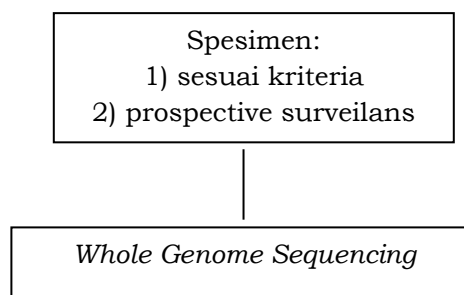 Spesimen:
1) sesuai kriteria
2) prospective surveilans
Whole Genome Sequencing